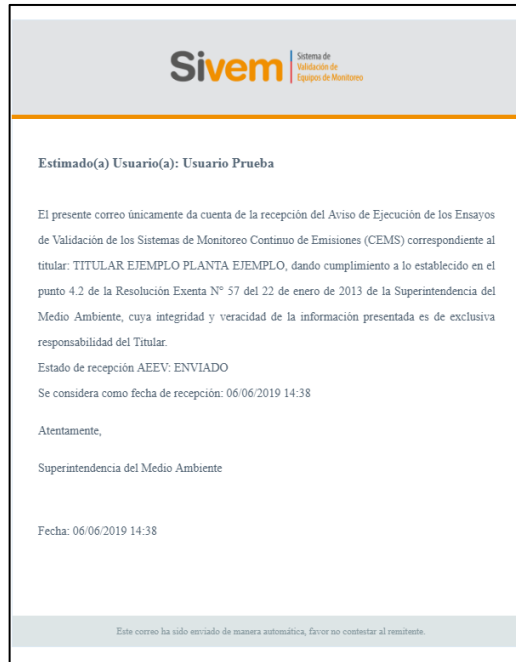 Sivem
Sistema de
Validación de
Equipos de Monitoreo
Estimado(a) Usuario(a): Usuario Prueba
El presente correo únicamente da cuenta de la recepción del Aviso de Ejecución de los Ensayos
de Validación de los Sistemas de Monitoreo Continuo de Emisiones (CEMS) correspondiente al
titular: TITULAR EJEMPLO PLANTA EJEMPLO, dando cumplimiento a lo establecido en el
punto 4.2 de la Resolución Exenta N° 57 del 22 de enero de 2013 de la Superintendencia del
Medio Ambiente, cuya integridad y veracidad de la información presentada es de exclusiva
responsabilidad del Titular.
Estado de recepción AEEV: ENVIADO
Se considera como fecha de recepción: 06/06/2019 14:38
Atentamente,
Superintendencia del Medio Ambiente
Fecha: 06/06/2019 14:38
Este correo ha sido enviado de manera automática, favor no contestar al remitente.